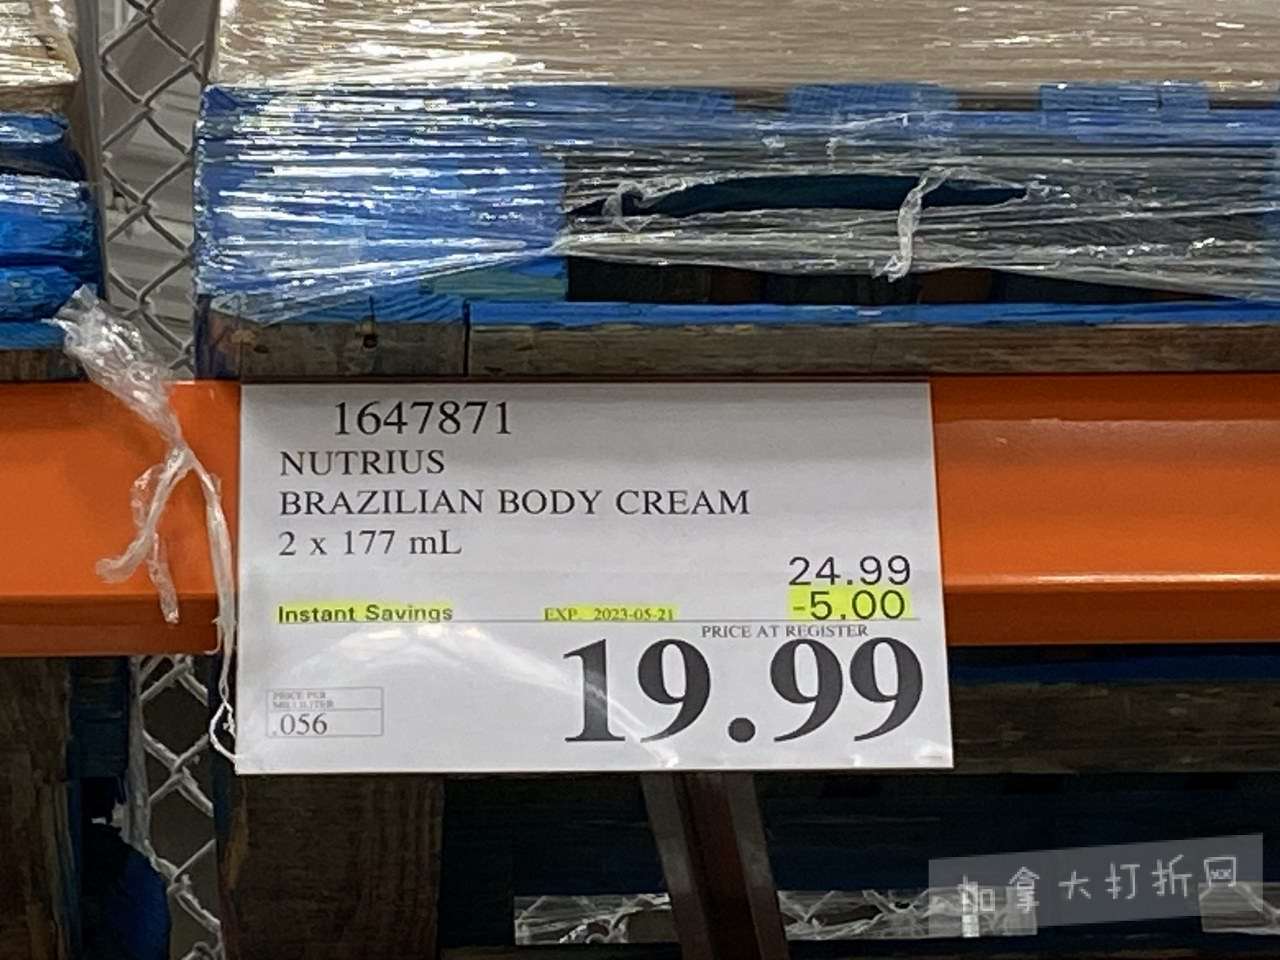 1647871
NUTRIUS
BRAZILIAN BODY CREAM
2 x 177 mL
24.99
Instant Savings EXP. 2023-05-21 -5.00
PRICE AT REGISTER
19.99
PRICE PER
MILLILITER
.056
加拿大打折网